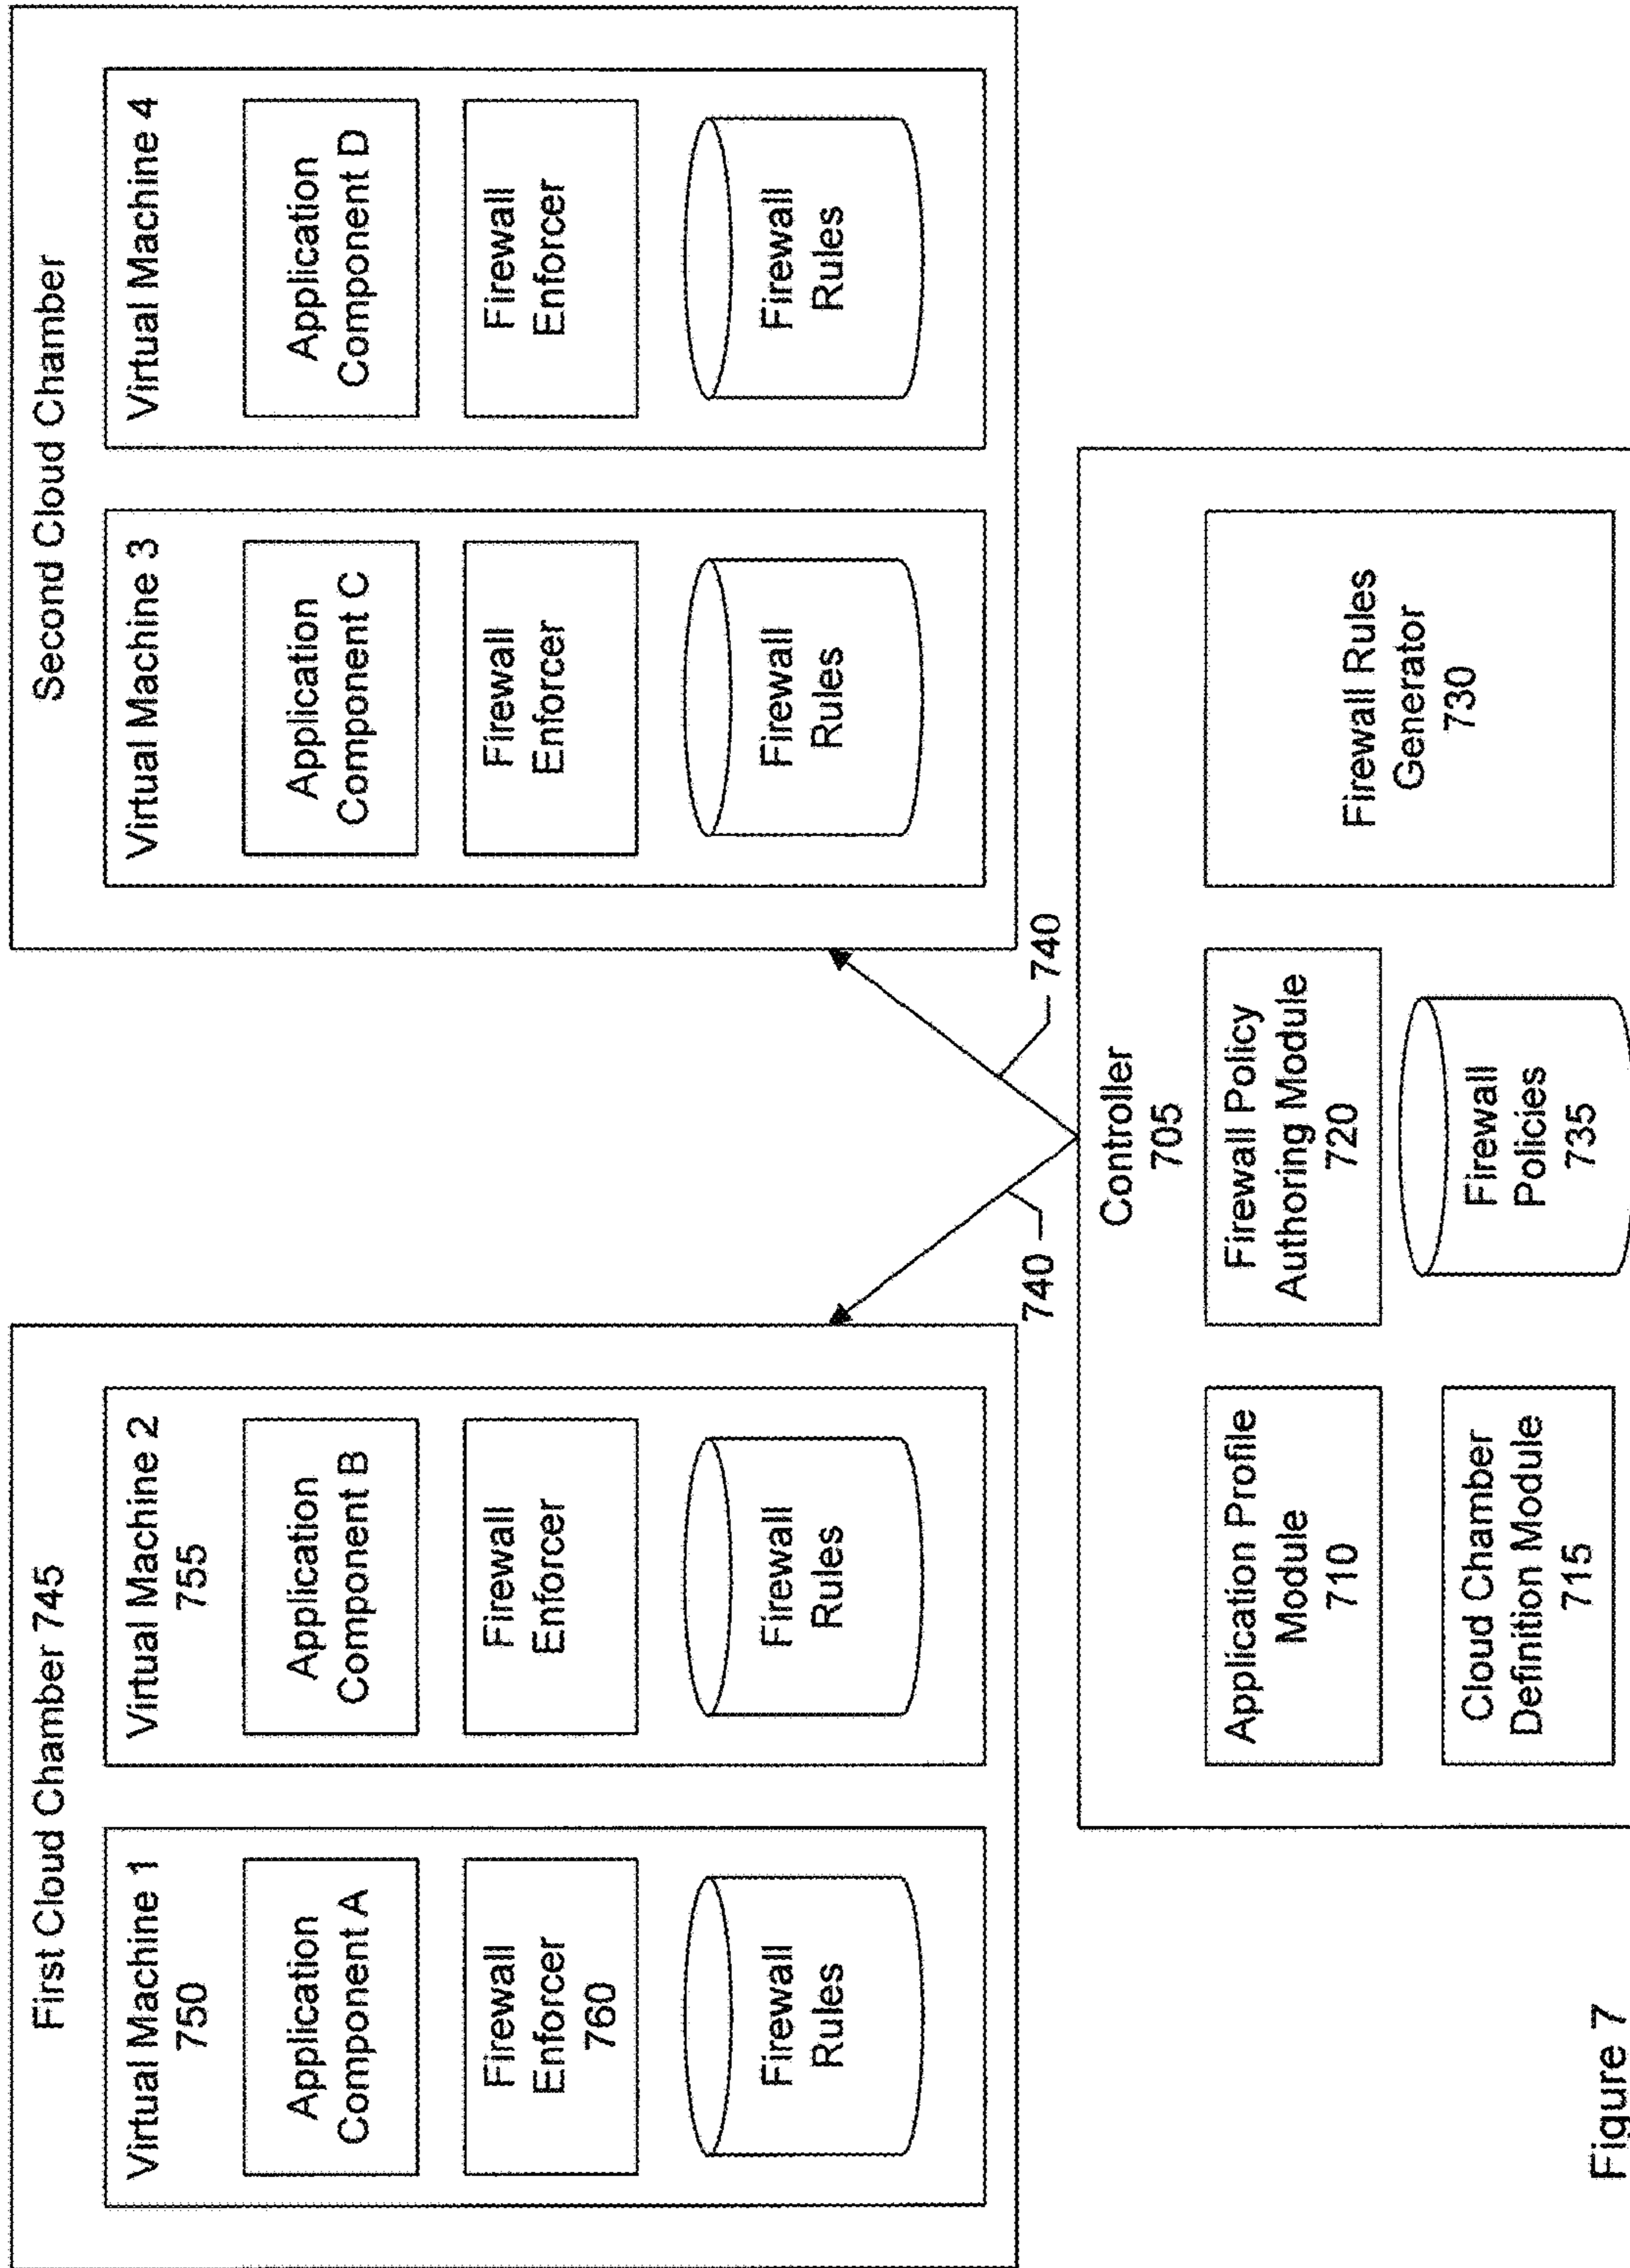 First Cloud Chamber 745
Virtual Machine 1
750
Application
Component A
Firewall
Enforcer
760
Firewall
Rules
Virtual Machine 2
755
Application
Component B
Firewall
Enforcer
Firewall
Rules
Second Cloud Chamber
Virtual Machine 3
Application
Component C
Firewall
Enforcer
Firewall
Rules
Virtual Machine 4
Application
Component D
Firewall
Enforcer
Firewall
Rules
740
740
Controller
705
Application Profile
Module
710
Cloud Chamber
Definition Module
715
Firewall Policy
Authoring Module
720
Firewall
Policies
735
Firewall Rules
Generator
730
Figure 7